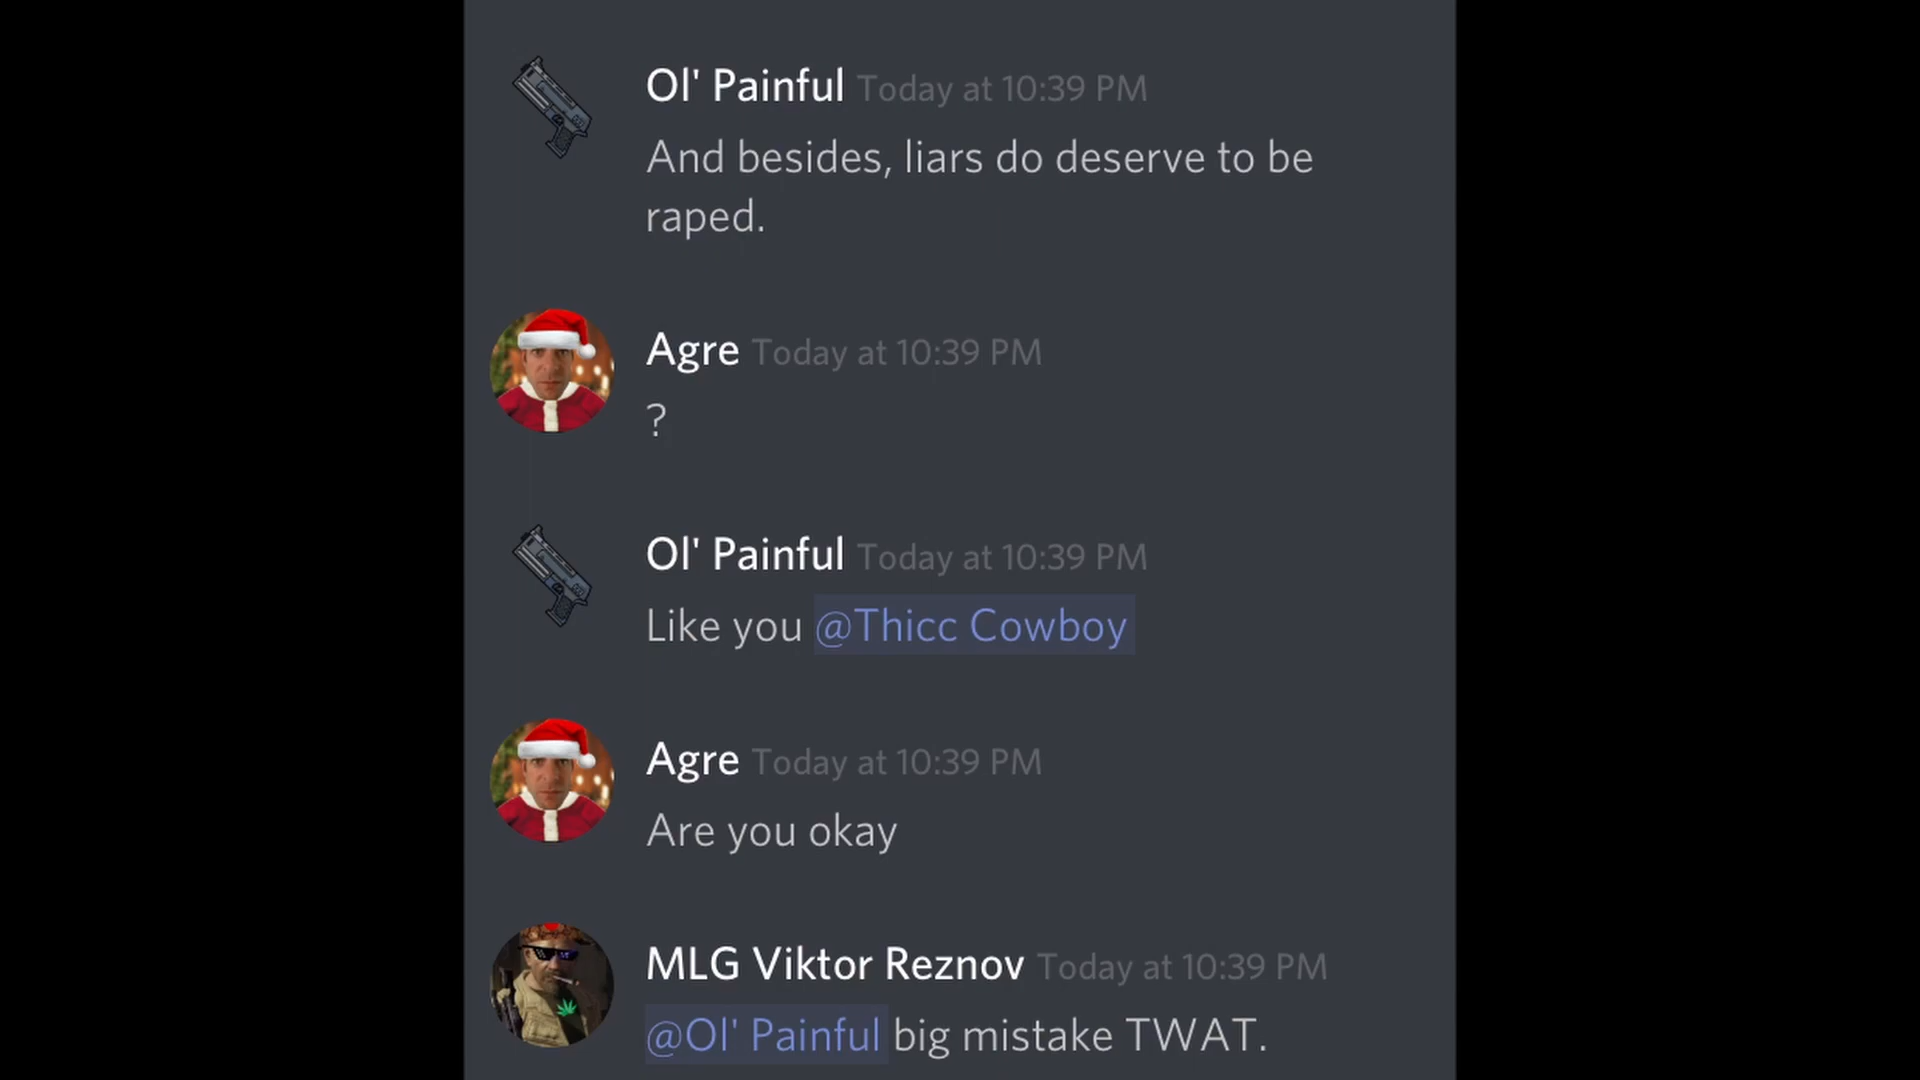 Ol' Painful Today at 10:39 PM
And besides, liars do deserve to be
raped.
Agre Today at 10:39 PM
?
Ol' Painful Today at 10:39 PM
Like you @Thicc Cowboy
Agre Today at 10:39 PM
Are you okay
MLG Viktor Reznov Today at 10:39 PM
@Ol' Painful big mistake TWAT.